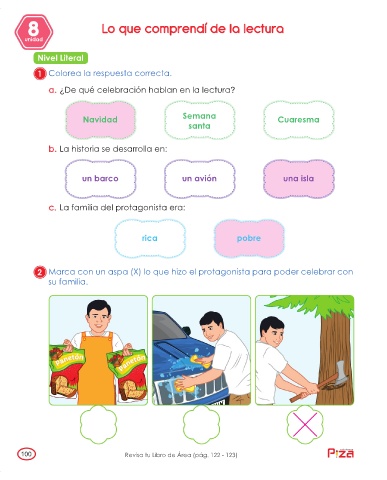 8
unidad
Lo que comprendí de la lectura
Nivel Literal
1 Colorea la respuesta correcta.
a. ¿De qué celebración hablan en la lectura?
Navidad
Semana
santa
Cuaresma
b. La historia se desarrolla en:
un barco
un avión
una isla
c. La familia del protagonista era:
rica
pobre
2 Marca con un aspa (X) lo que hizo el protagonista para poder celebrar con
su familia.
PANETÓN
PANETÓN
100
Revisa tu Libro de Área (pág. 122 - 123)
Piza